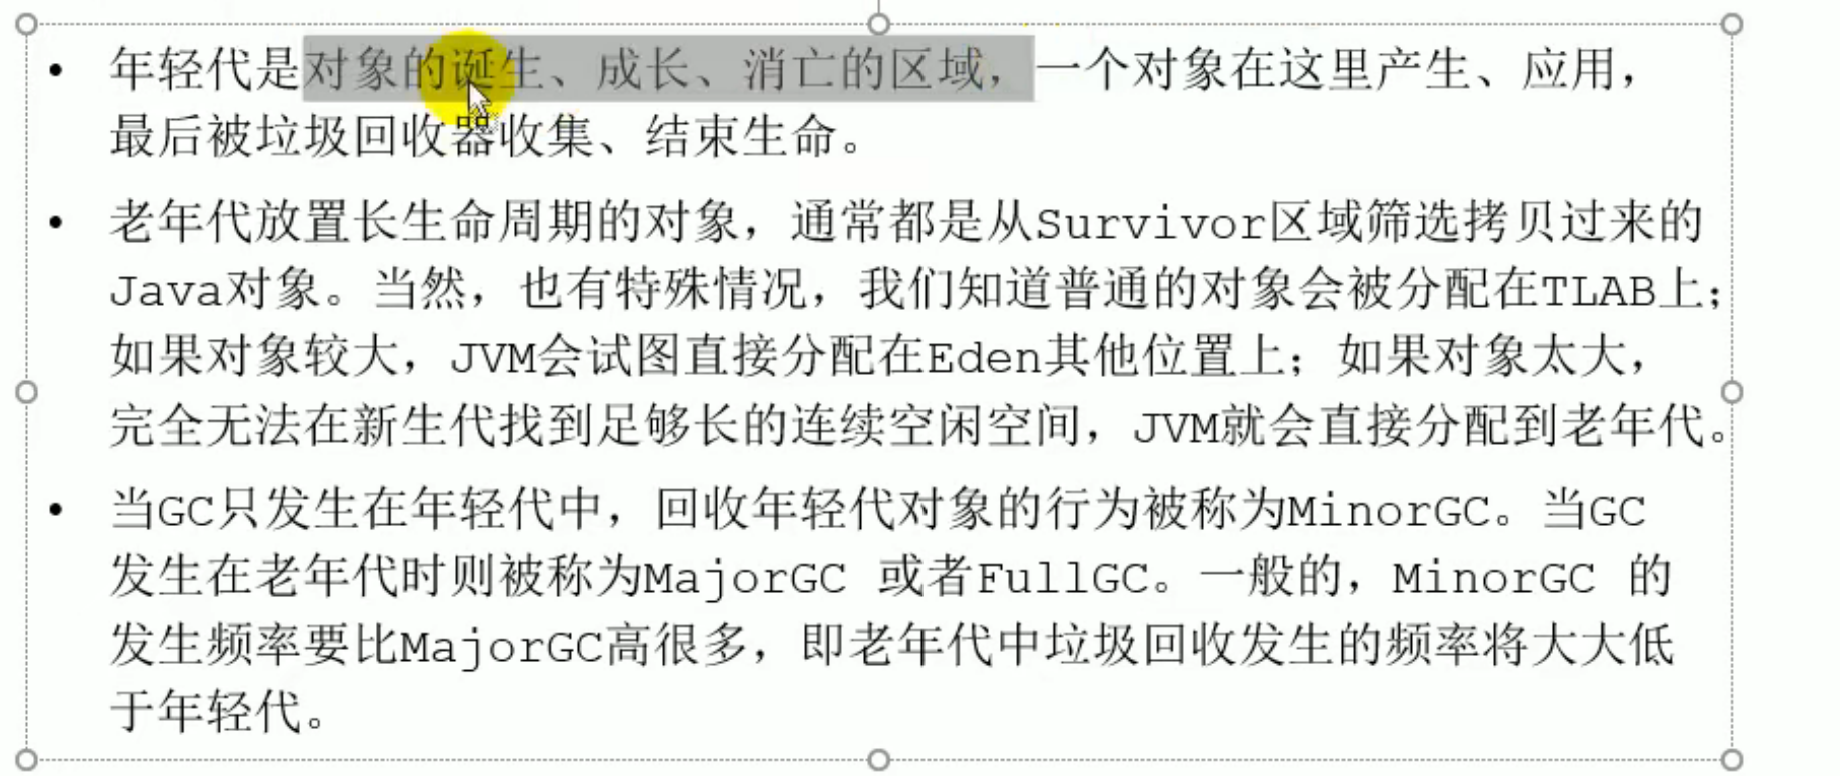 • 年轻代是对象的诞生、成长、消亡的区域，一个对象在这里产生、应用，
最后被垃圾回收器收集、结束生命。
• 老年代放置长生命周期的对象，通常都是从Survivor区域筛选拷贝过来的
Java对象。当然，也有特殊情况，我们知道普通的对象会被分配在TLAB上；
如果对象较大，JVM会试图直接分配在Eden其他位置上；如果对象太大，
完全无法在新生代找到足够长的连续空闲空间，JVM就会直接分配到老年代。
• 当GC只发生在年轻代中，回收年轻代对象的行为被称为MinorGC。当GC
发生在老年代时则被称为MajorGC 或者FullGC。一般的，MinorGC 的
发生频率要比MajorGC高很多，即老年代中垃圾回收发生的频率将大大低
于年轻代。